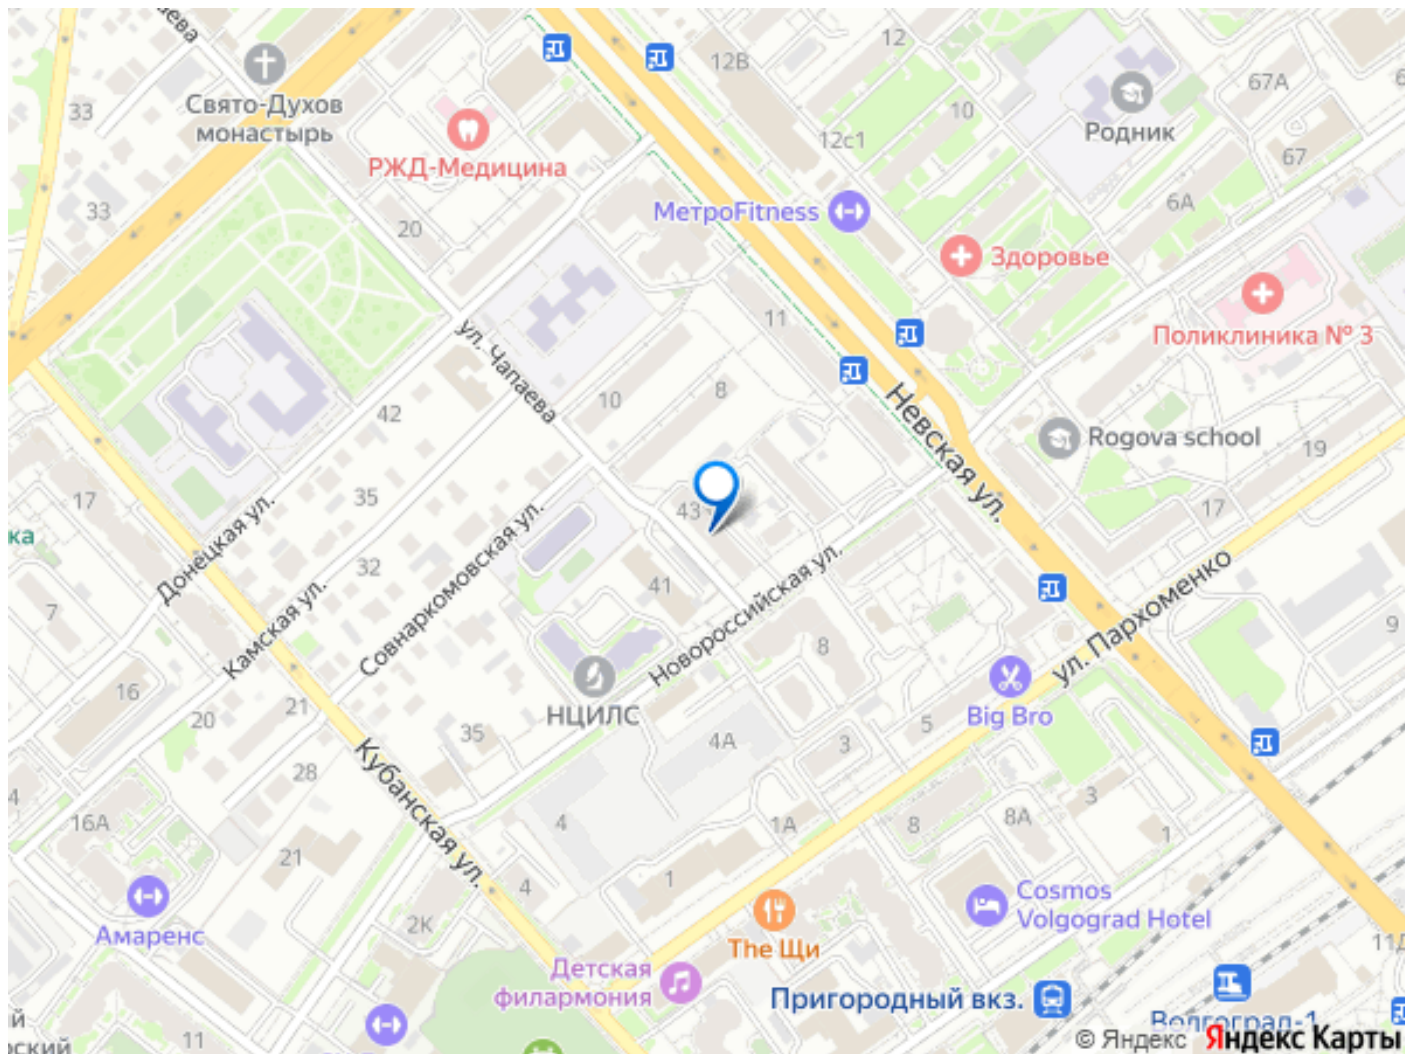 12
12В
67А
33
Свято-Духов
монастырь
10
Родник
12с1
67
РЖД-Медицина
33
20
МетроFitness
6А
Здоровье
11
Поликлиника № 3
ул. Чапаева
10
8
42
Невская ул.
Rogova school
19
17
35
43
17
Донецкая ул.
32
Совнаркомовская ул.
41
Новороссийская ул.
7
Камская ул.
ул. Пархоменко
9
8
16
20
21
НЦИЛС
Big Bro
35
4А
3
5
28
Кубанская ул.
3
16А
4
1А
8
8А
1
21
4
1
Cosmos
Volgograd Hotel
2К
Амаренс
The Щи
Детская
филармония
Пригородный вкз.
Волгоград-1
11
© Яндекс Яндекс Карты